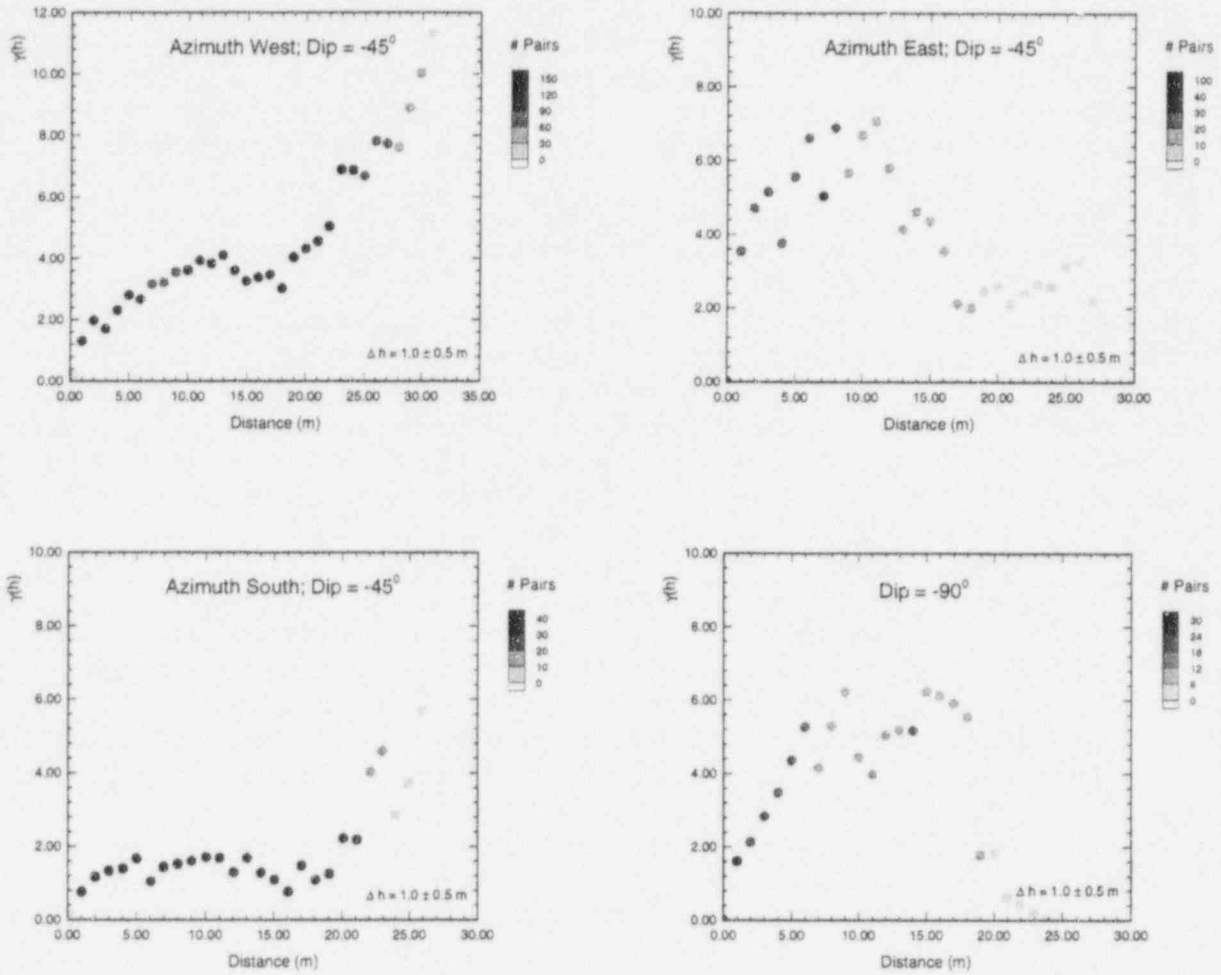 Azimuth West; Dip = -45⁰
γ(h)
12.00
10.00
8.00
6.00
4.00
2.00
0.00
0.00 5.00 10.00 15.00 20.00 25.00 30.00 35.00
Distance (m)
Δ h = 1.0 ± 0.5 m
# Pairs
150
120
90
60
30
0
Azimuth East; Dip = -45⁰
γ(h)
10.00
8.00
6.00
4.00
2.00
0.00
0.00 5.00 10.00 15.00 20.00 25.00 30.00
Distance (m)
Δ h = 1.0 ± 0.5 m
# Pairs
100
40
30
20
10
0
Azimuth South; Dip = -45⁰
γ(h)
10.00
8.00
6.00
4.00
2.00
0.00
0.00 5.00 10.00 15.00 20.00 25.00 30.00
Distance (m)
Δ h = 1.0 ± 0.5 m
# Pairs
40
30
20
10
0
Dip = -90⁰
γ(h)
10.00
8.00
6.00
4.00
2.00
0.00
0.00 5.00 10.00 15.00 20.00 25.00 30.00
Distance (m)
Δ h = 1.0 ± 0.5 m
# Pairs
30
24
18
12
6
0